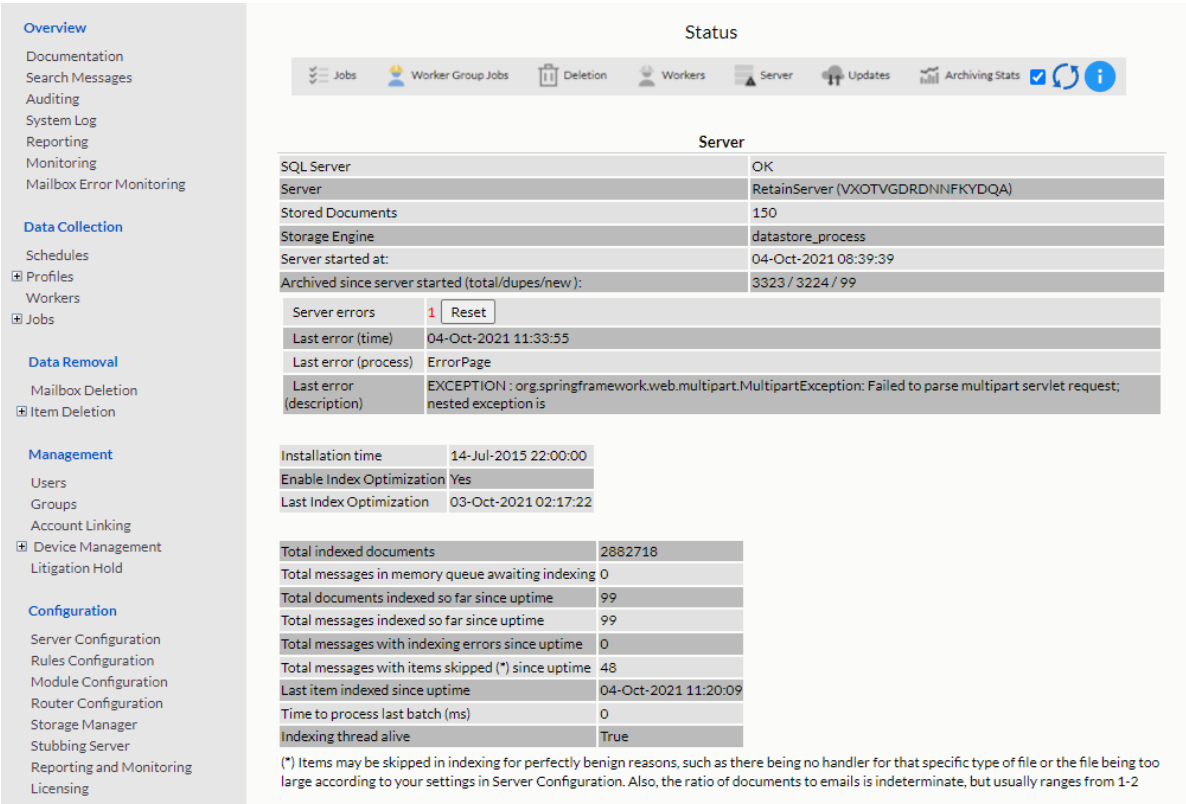 Overview
Documentation
Search Messages
Auditing
System Log
Reporting
Monitoring
Mailbox Error Monitoring
Data Collection
Schedules
Profiles
Workers
Jobs
Data Removal
Mailbox Deletion
Item Deletion
Management
Users
Groups
Account Linking
Device Management
Litigation Hold
Configuration
Server Configuration
Rules Configuration
Module Configuration
Router Configuration
Storage Manager
Stubbing Server
Reporting and Monitoring
Licensing
Status
Jobs Worker Group Jobs Deletion Workers Server Updates Archiving Stats
Server
SQL Server OK
Server RetainServer (VXOTVGDRDNNFKYDQA)
Stored Documents 150
Storage Engine datastore_process
Server started at: 04-Oct-2021 08:39:39
Archived since server started (total/dupes/new ): 3323 / 3224 / 99
Server errors 1 Reset
Last error (time) 04-Oct-2021 11:33:55
Last error (process) ErrorPage
Last error (description) EXCEPTION : org.springframework.web.multipart.MultipartException: Failed to parse multipart servlet request;
nested exception is
Installation time 14-Jul-2015 22:00:00
Enable Index Optimization Yes
Last Index Optimization 03-Oct-2021 02:17:22
Total indexed documents 2882718
Total messages in memory queue awaiting indexing 0
Total documents indexed so far since uptime 99
Total messages indexed so far since uptime 99
Total messages with indexing errors since uptime 0
Total messages with items skipped (*) since uptime 48
Last item indexed since uptime 04-Oct-2021 11:20:09
Time to process last batch (ms) 0
Indexing thread alive True
(*) Items may be skipped in indexing for perfectly benign reasons, such as there being no handler for that specific type of file or the file being too
large according to your settings in Server Configuration. Also, the ratio of documents to emails is indeterminate, but usually ranges from 1-2